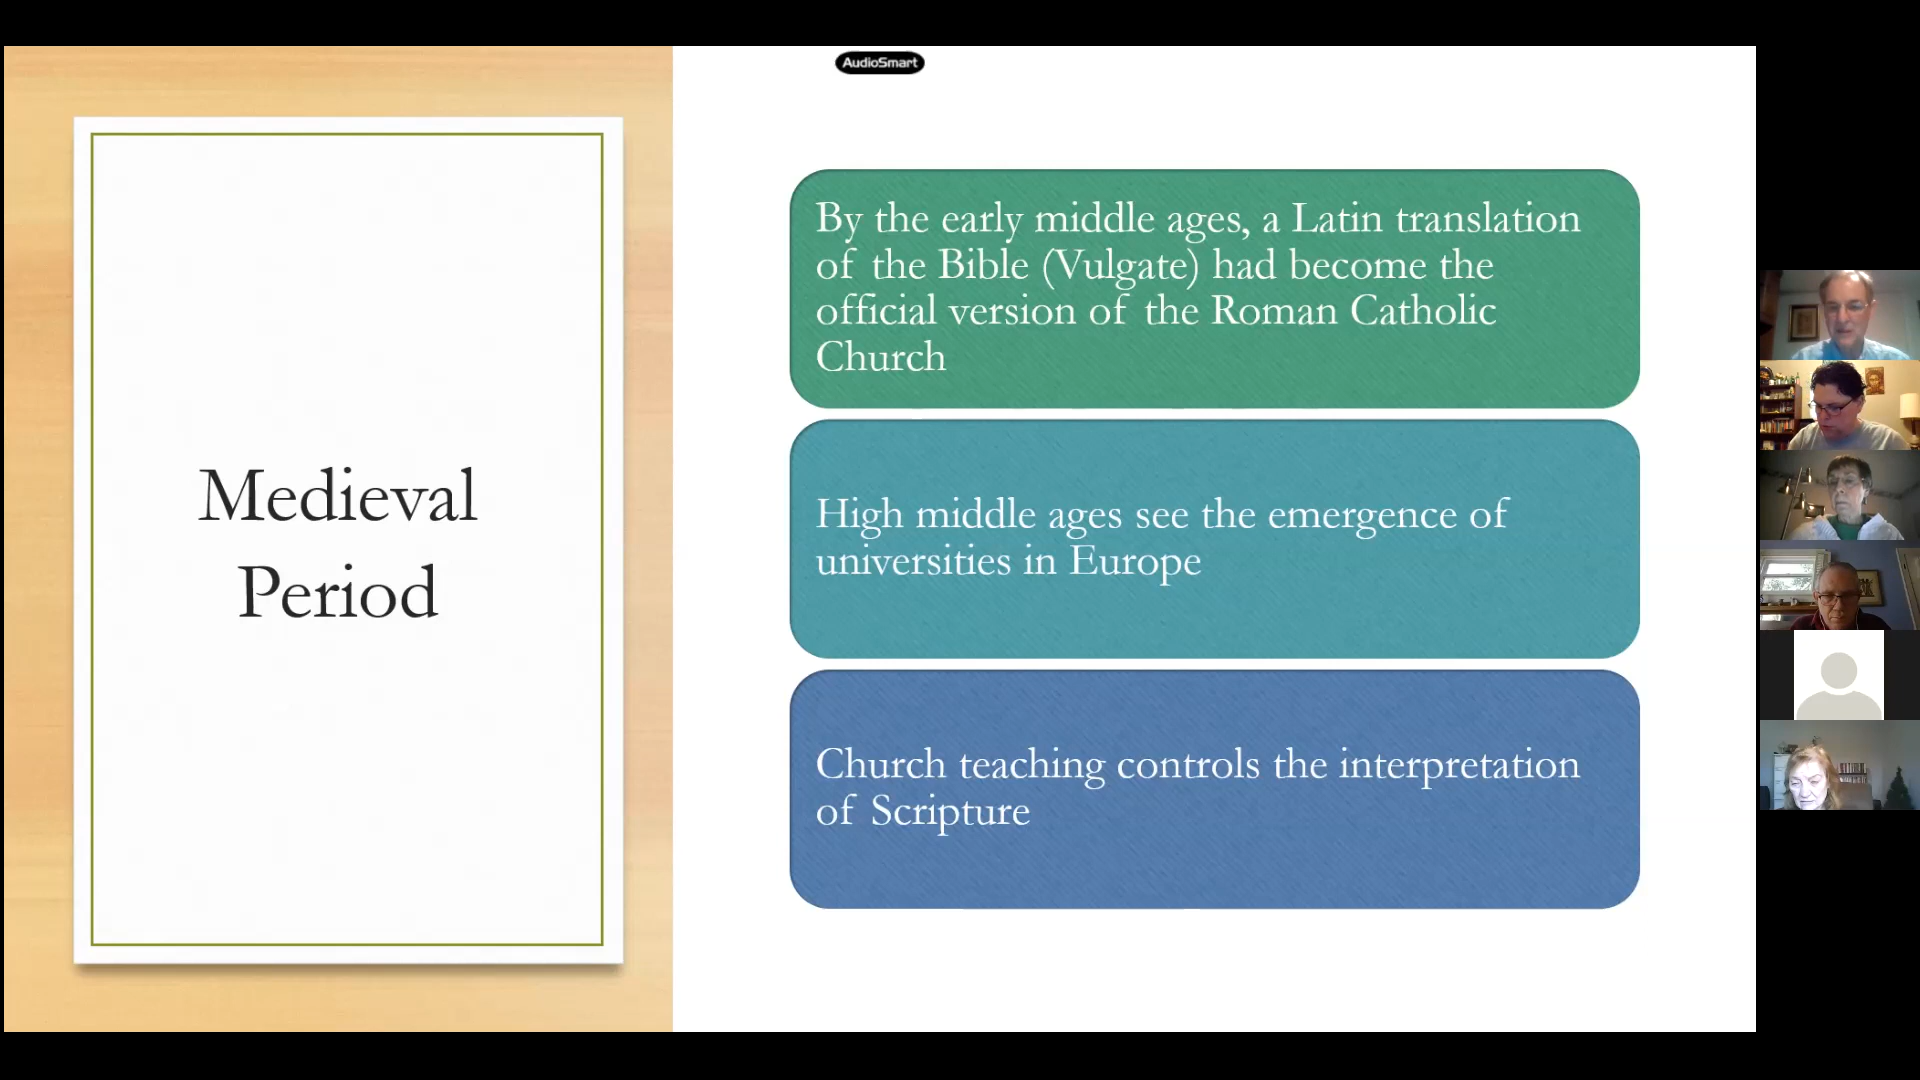 AudioSmart
Medieval
Period
By the early middle ages, a Latin translation
of the Bible (Vulgate) had become the
official version of the Roman Catholic
Church
High middle ages see the emergence of
universities in Europe
Church teaching controls the interpretation
of Scripture